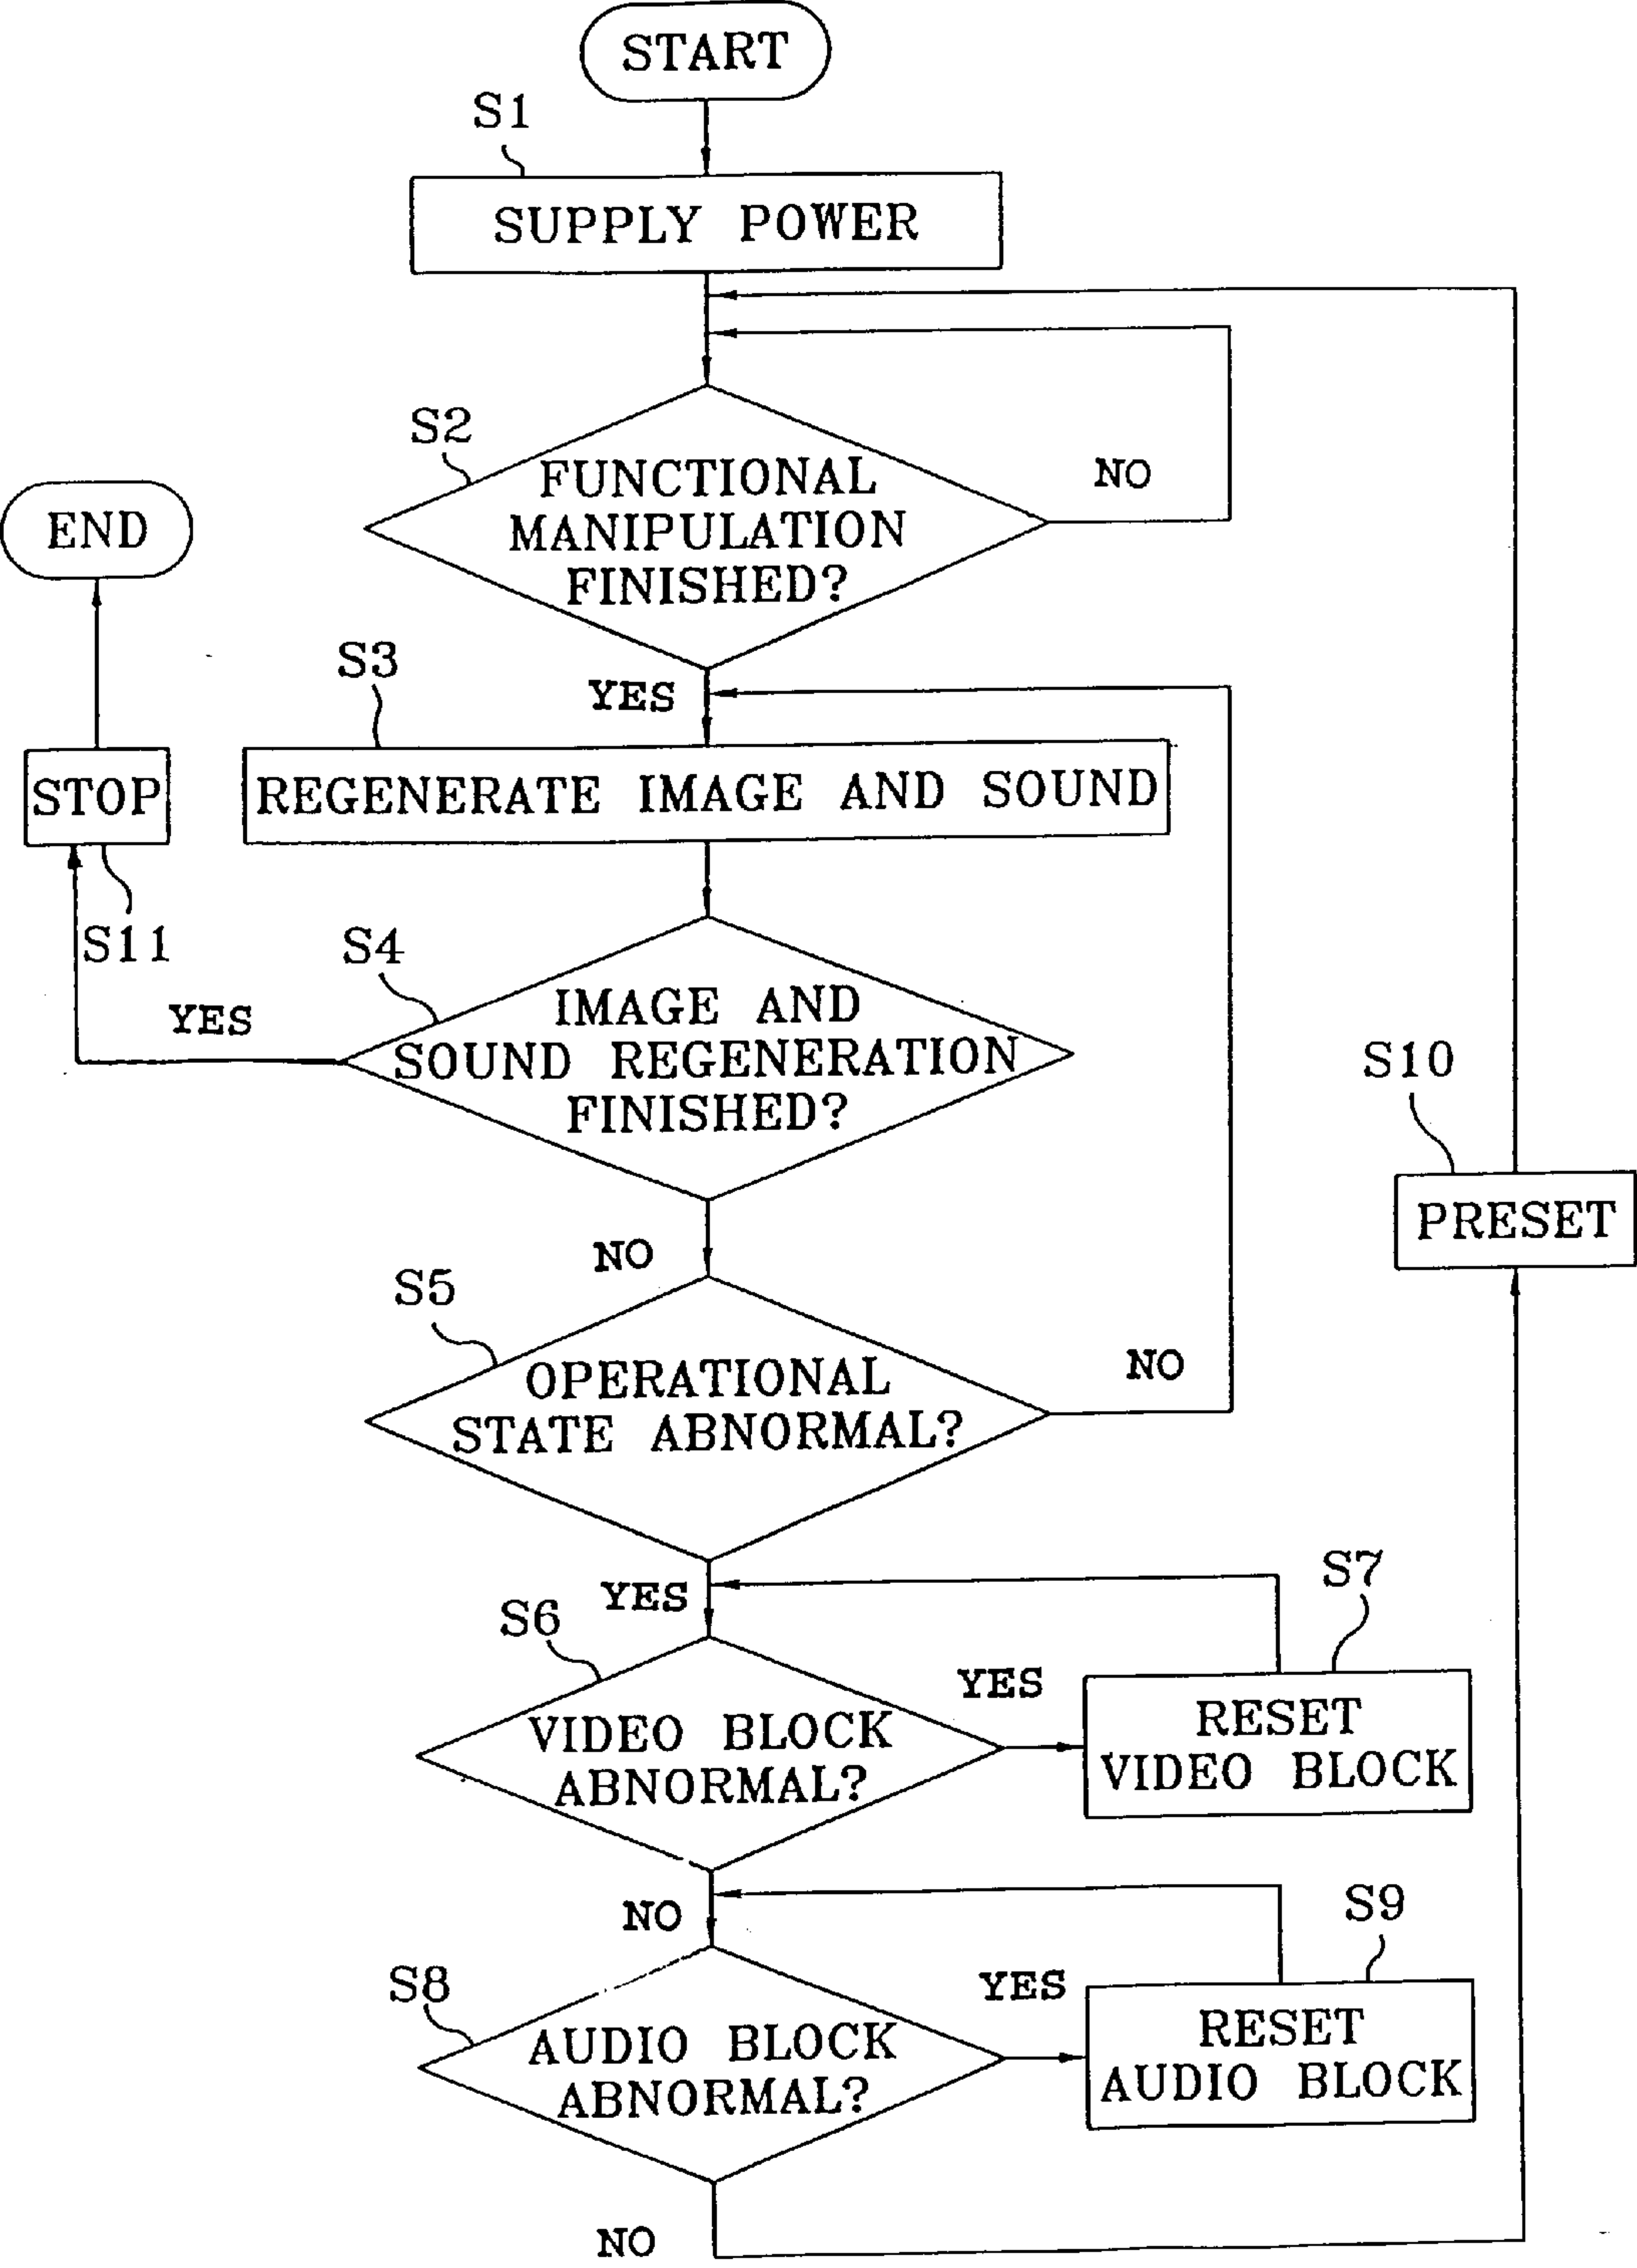 START
S1
SUPPLY POWER
S2
FUNCTIONAL
MANIPULATION
FINISHED?
NO
END
YES
S3
REGENERATE IMAGE AND SOUND
STOP
S11
S4
IMAGE AND
SOUND REGENERATION
FINISHED?
YES
NO
S10
PRESET
S5
OPERATIONAL
STATE ABNORMAL?
NO
YES
S6
VIDEO BLOCK
ABNORMAL?
YES
S7
RESET
VIDEO BLOCK
NO
S8
AUDIO BLOCK
ABNORMAL?
YES
S9
RESET
AUDIO BLOCK
NO